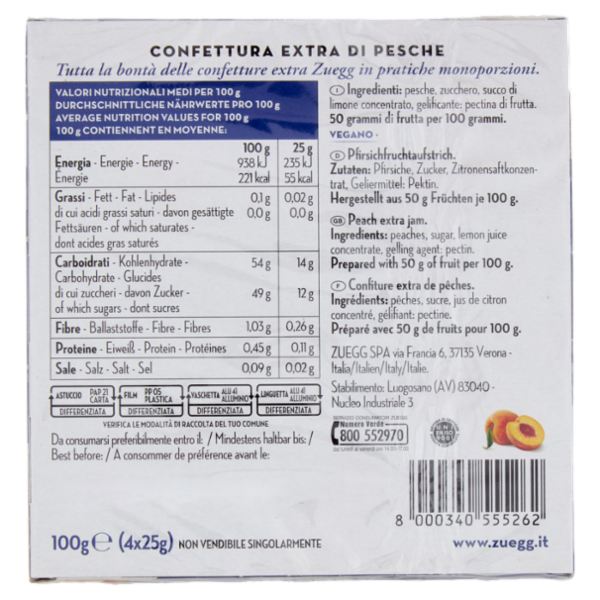 CONFETTURA EXTRA DI PESCHE
Tutta la bontà delle confetture extra Zuegg in pratiche monoporzioni.
VALORI NUTRIZIONALI MEDI PER 100 g
DURCHSCHNITTLICHE NÄHRWERTE PRO 100 g
AVERAGE NUTRITION VALUES FOR 100 g
100 g CONTIENNENT EN MOYENNE:
100 g 25 g
Energia - Energie - Energy - 938 kJ 235 kJ
Énergie 221 kcal 55 kcal
Grassi - Fett - Fat - Lipides 0,1 g 0,02 g
di cui acidi grassi saturi - davon gesättigte 0,0 g 0,0 g
Fettsäuren - of which saturates -
dont acides gras saturés
Carboidrati - Kohlenhydrate - 54 g 14 g
Carbohydrate - Glucides
di cui zuccheri - davon Zucker - 49 g 12 g
of which sugars - dont sucres
Fibre - Ballaststoffe - Fibre - Fibres 1,03 g 0,26 g
Proteine - Eiweiß - Protein - Protéines 0,45 g 0,11 g
Sale - Salz - Salt - Sel 0,09 g 0,02 g
ASTUCCIO PAP 21 CARTA
DIFFERENZIATA
FILM PP 05 PLASTICA
DIFFERENZIATA
VASCHETTA ALU 41 ALLUMINIO
DIFFERENZIATA
LINGUETTA ALU 41 ALLUMINIO
DIFFERENZIATA
VERIFICA LE MODALITÀ DI RACCOLTA DEL TUO COMUNE
Da consumarsi preferibilmente entro il: / Mindestens haltbar bis: /
Best before: / A consommer de préférence avant le:
100g e (4x25g) NON VENDIBILE SINGOLARMENTE
I Ingredienti: pesche, zucchero, succo di
limone concentrato, gelificante: pectina di frutta.
50 grammi di frutta per 100 grammi.
VEGANO
D Pfirsichfruchtaufstrich.
Zutaten: Pfirsiche, Zucker, Zitronensaftkonzen-
trat, Geliermittel: Pektin.
Hergestellt aus 50 g Früchten je 100 g.
GB Peach extra jam.
Ingredients: peaches, sugar, lemon juice
concentrate, gelling agent: pectin.
Prepared with 50 g of fruit per 100 g.
F Confiture extra de pêches.
Ingrédients: pêches, sucre, jus de citron
concentré, gélifiant: pectine.
Préparé avec 50 g de fruits pour 100 g.
ZUEGG SPA via Francia 6, 37135 Verona -
Italia/Italien/Italy/Italie.
Stabilimento: Luogosano (AV) 83040 -
Nucleo Industriale 3
SERVIZIO CONSUMATORI ZUEGG
Numero Verde
800 552970
8 000340 555262
www.zuegg.it